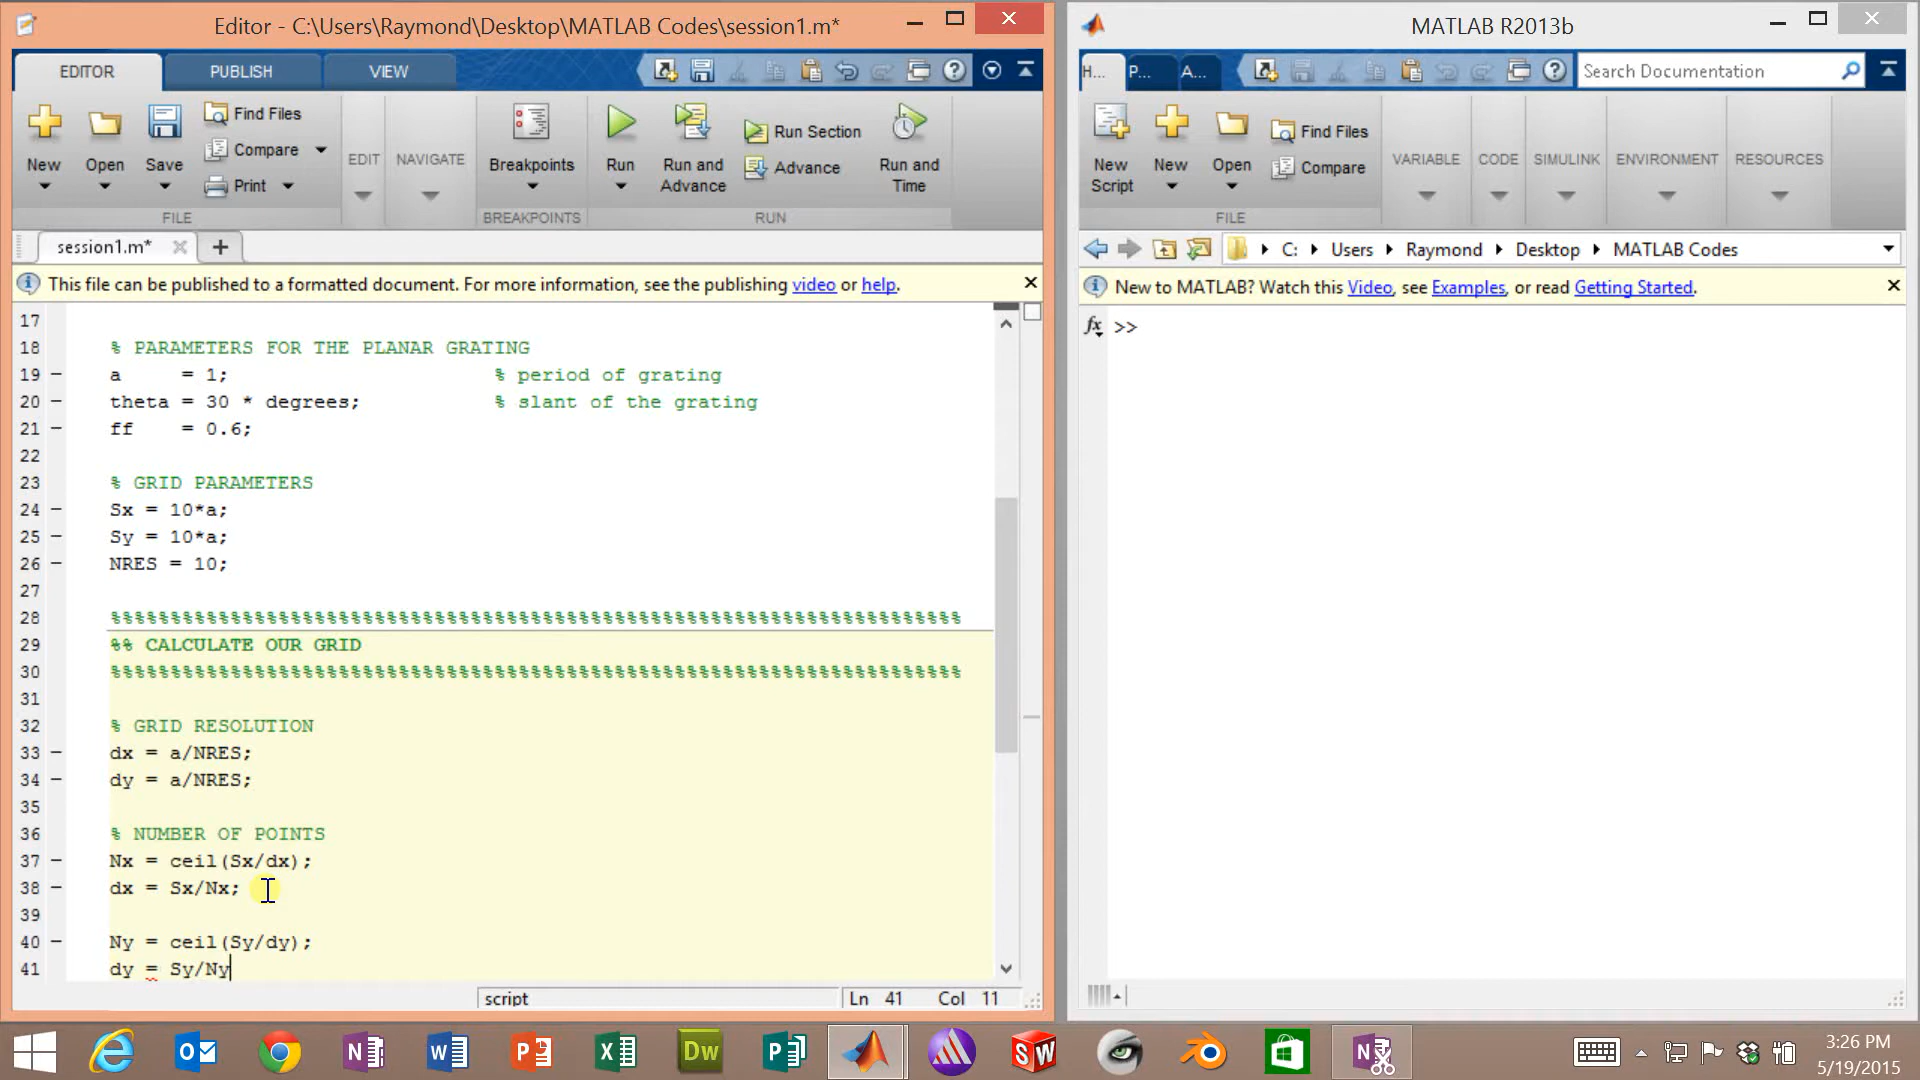 Editor - C:\Users\Raymond\Desktop\MATLAB Codes\session1.m*
EDITOR PUBLISH VIEW
New Open Save Find Files Compare Print EDIT NAVIGATE Breakpoints Run Run and Advance Run Section Advance Run and Time
FILE BREAKPOINTS RUN
session1.m*
This file can be published to a formatted document. For more information, see the publishing video or help.
17
18 % PARAMETERS FOR THE PLANAR GRATING
19 a = 1; % period of grating
20 theta = 30 * degrees; % slant of the grating
21 ff = 0.6;
22
23 % GRID PARAMETERS
24 Sx = 10*a;
25 Sy = 10*a;
26 NRES = 10;
27
28 %%%%%%%%%%%%%%%%%%%%%%%%%%%%%%%%%%%%%%%%%%%%%%%%%%%%%%%%%%%%%%%%%%%%%%%
29 %% CALCULATE OUR GRID
30 %%%%%%%%%%%%%%%%%%%%%%%%%%%%%%%%%%%%%%%%%%%%%%%%%%%%%%%%%%%%%%%%%%%%%%%
31
32 % GRID RESOLUTION
33 dx = a/NRES;
34 dy = a/NRES;
35
36 % NUMBER OF POINTS
37 Nx = ceil(Sx/dx);
38 dx = Sx/Nx;
39
40 Ny = ceil(Sy/dy);
41 dy = Sy/Ny
script Ln 41 Col 11
MATLAB R2013b
H... P... A... Search Documentation
New Script New Open Find Files Compare VARIABLE CODE SIMULINK ENVIRONMENT RESOURCES
FILE
C: Users Raymond Desktop MATLAB Codes
New to MATLAB? Watch this Video, see Examples, or read Getting Started.
fx >>
3:26 PM
5/19/2015